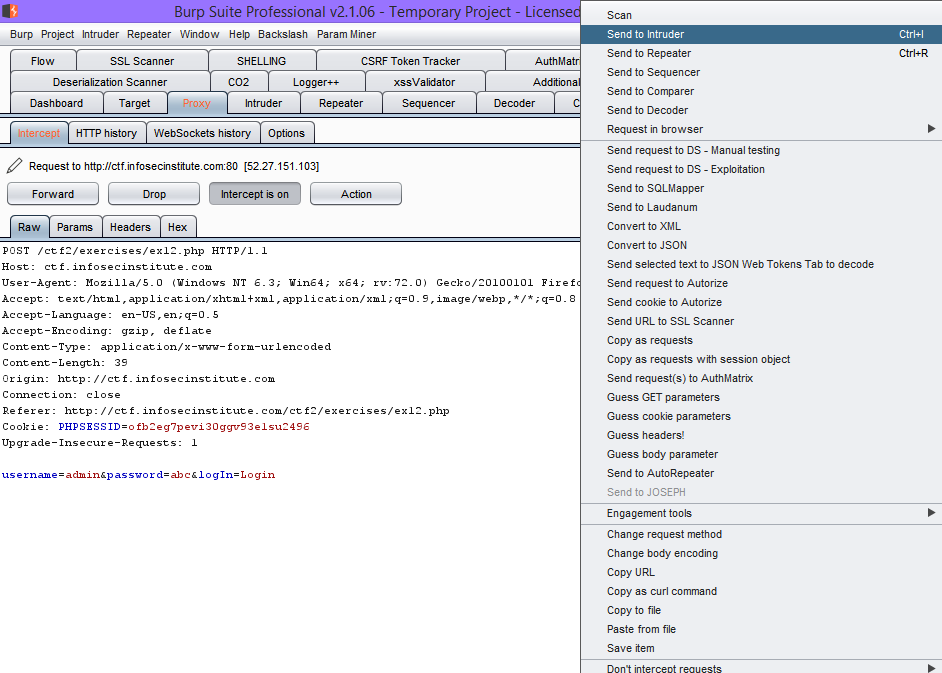 Burp Suite Professional v2.1.06 - Temporary Project - Licensed
Burp Project Intruder Repeater Window Help Backslash Param Miner
Flow SSL Scanner SHELLING CSRF Token Tracker AuthMatri
Deserialization Scanner CO2 Logger++ xssValidator Additional
Dashboard Target Proxy Intruder Repeater Sequencer Decoder C
Intercept HTTP history WebSockets history Options
Request to http://ctf.infosecinstitute.com:80 [52.27.151.103]
Forward Drop Intercept is on Action
Raw Params Headers Hex
POST /ctf2/exercises/ex12.php HTTP/1.1
Host: ctf.infosecinstitute.com
User-Agent: Mozilla/5.0 (Windows NT 6.3; Win64; x64; rv:72.0) Gecko/20100101 Firefo
Accept: text/html,application/xhtml+xml,application/xml;q=0.9,image/webp,*/*;q=0.8
Accept-Language: en-US,en;q=0.5
Accept-Encoding: gzip, deflate
Content-Type: application/x-www-form-urlencoded
Content-Length: 39
Origin: http://ctf.infosecinstitute.com
Connection: close
Referer: http://ctf.infosecinstitute.com/ctf2/exercises/ex12.php
Cookie: PHPSESSID=ofb2eg7pevi30ggv93elsu2496
Upgrade-Insecure-Requests: 1
username=admin&password=abc&logIn=Login
Scan
Send to Intruder Ctrl+I
Send to Repeater Ctrl+R
Send to Sequencer
Send to Comparer
Send to Decoder
Request in browser
Send request to DS - Manual testing
Send request to DS - Exploitation
Send to SQLMapper
Send to Laudanum
Convert to XML
Convert to JSON
Send selected text to JSON Web Tokens Tab to decode
Send request to Autorize
Send cookie to Autorize
Send URL to SSL Scanner
Copy as requests
Copy as requests with session object
Send request(s) to AuthMatrix
Guess GET parameters
Guess cookie parameters
Guess headers!
Guess body parameter
Send to AutoRepeater
Send to JOSEPH
Engagement tools
Change request method
Change body encoding
Copy URL
Copy as curl command
Copy to file
Paste from file
Save item
Don't intercept requests